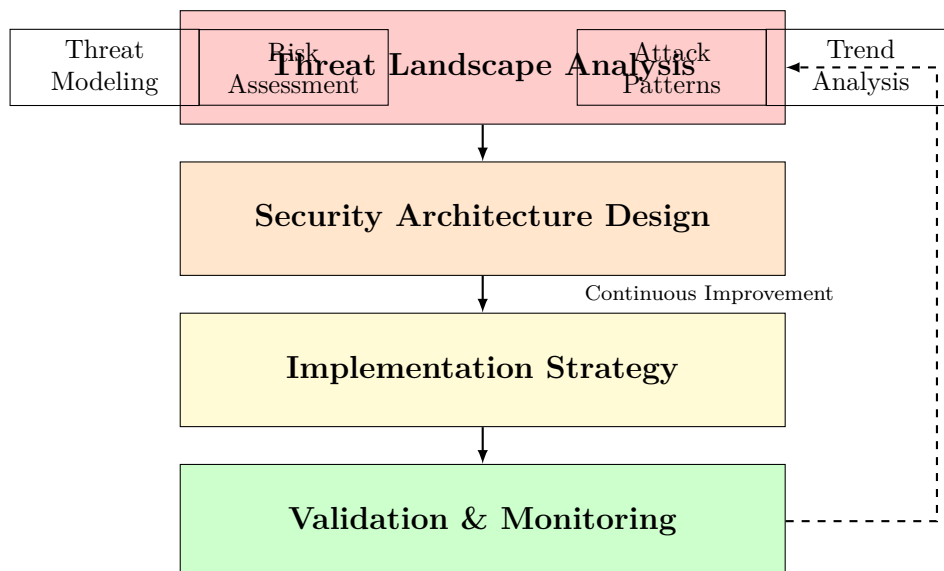 Threat
Modeling
Risk
Assessment
Threat Landscape Analysis
Attack
Patterns
Trend
Analysis
Security Architecture Design
Continuous Improvement
Implementation Strategy
Validation & Monitoring